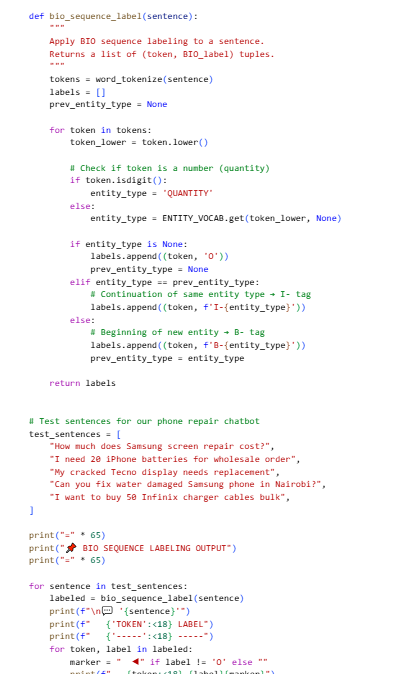 def bio_sequence_label(sentence):
    """
    Apply BIO sequence labeling to a sentence.
    Returns a list of (token, BIO_label) tuples.
    """
    tokens = word_tokenize(sentence)
    labels = []
    prev_entity_type = None

    for token in tokens:
        token_lower = token.lower()

        # Check if token is a number (quantity)
        if token.isdigit():
            entity_type = 'QUANTITY'
        else:
            entity_type = ENTITY_VOCAB.get(token_lower, None)

        if entity_type is None:
            labels.append((token, 'O'))
            prev_entity_type = None
        elif entity_type == prev_entity_type:
            # Continuation of same entity type → I- tag
            labels.append((token, f'I-{entity_type}'))
        else:
            # Beginning of new entity → B- tag
            labels.append((token, f'B-{entity_type}'))
            prev_entity_type = entity_type

    return labels


# Test sentences for our phone repair chatbot
test_sentences = [
    "How much does Samsung screen repair cost?",
    "I need 20 iPhone batteries for wholesale order",
    "My cracked Tecno display needs replacement",
    "Can you fix water damaged Samsung phone in Nairobi?",
    "I want to buy 50 Infinix charger cables bulk",
]

print("=" * 65)
print("📌 BIO SEQUENCE LABELING OUTPUT")
print("=" * 65)

for sentence in test_sentences:
    labeled = bio_sequence_label(sentence)
    print(f"\n💬 '{sentence}'")
    print(f"   {'TOKEN':<18} LABEL")
    print(f"   {'-----':<18} -----")
    for token, label in labeled:
        marker = "  ◀" if label != 'O' else ""
        print(f"   {token:<18} {label}{marker}")